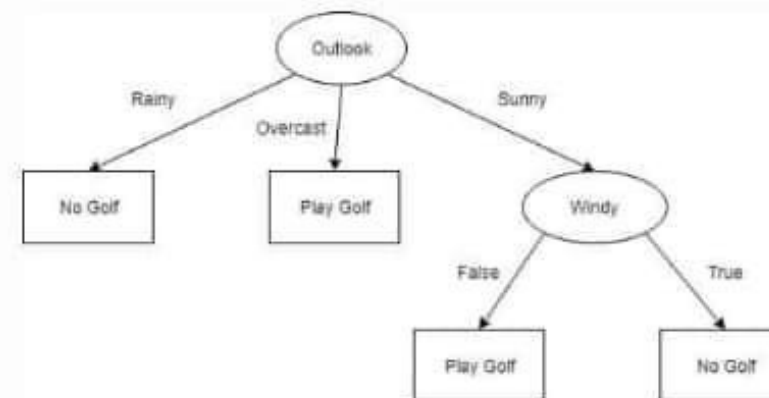 Outlook
Rainy
Sunny
Overcast
No Golf
Play Golf
Windy
False
True
Play Golf
No Golf